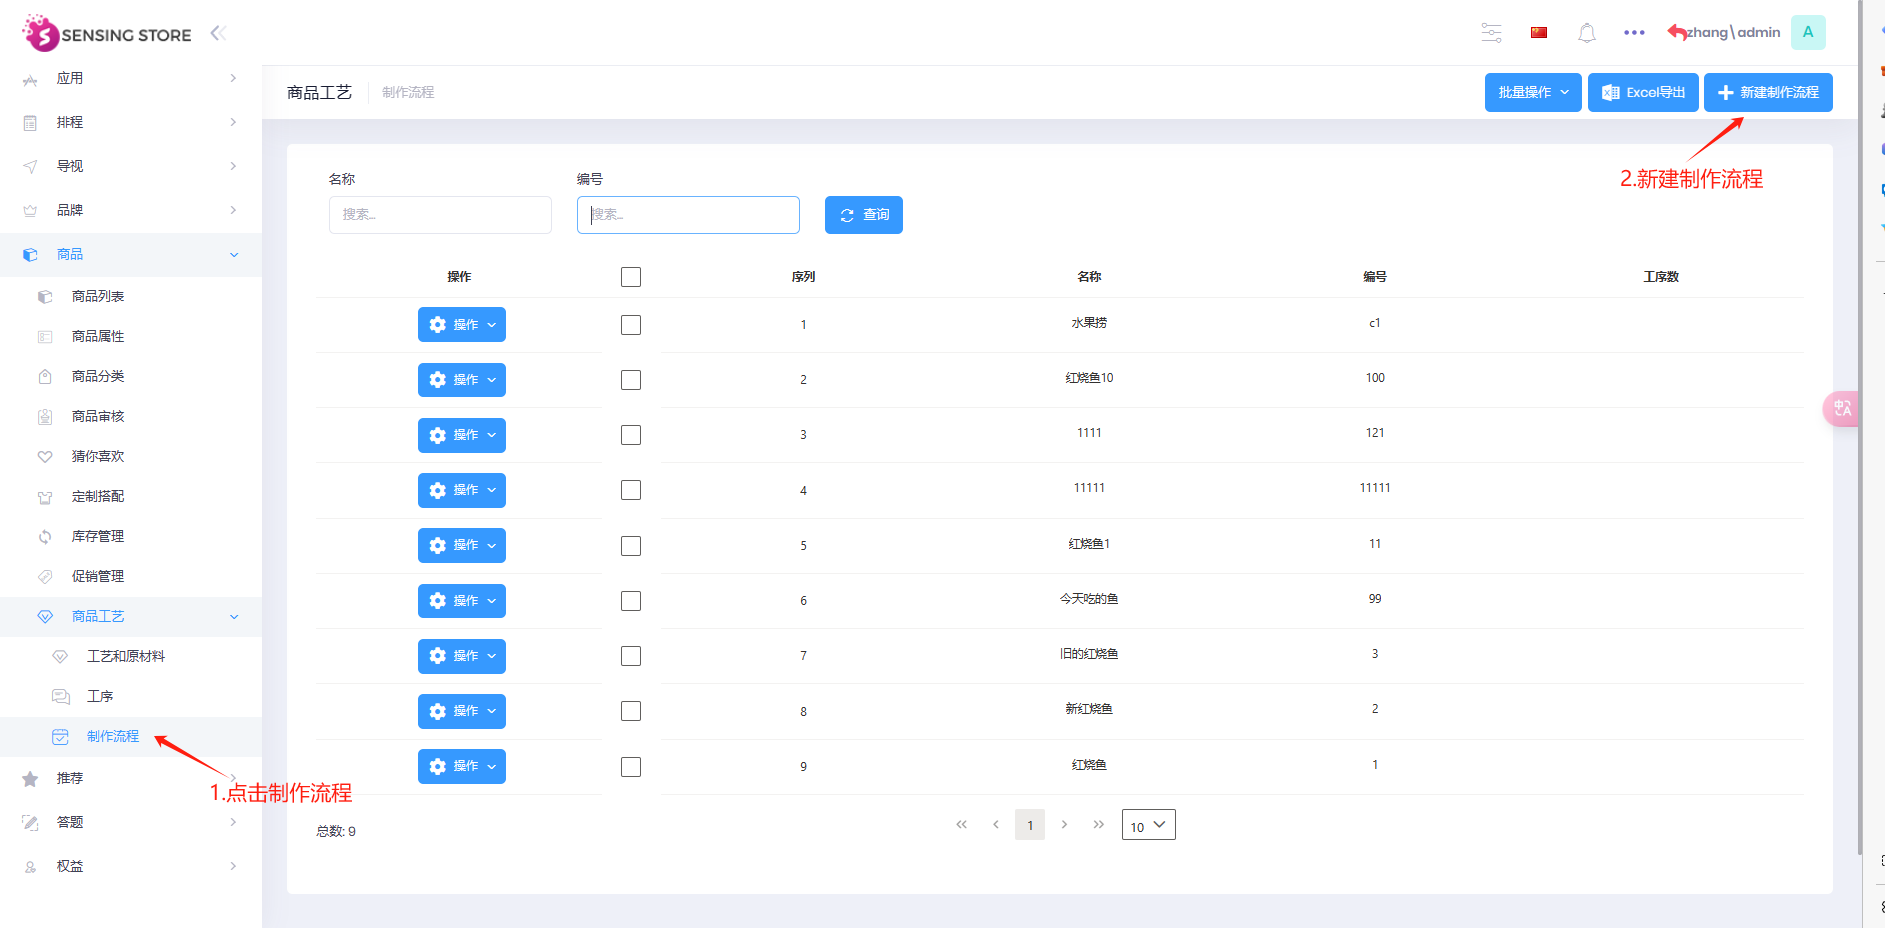 SENSING STORE
zhang\admin
A
应用
排程
导视
品牌
商品
商品列表
商品属性
商品分类
商品审核
猜你喜欢
定制搭配
库存管理
促销管理
商品工艺
工艺和原材料
工序
制作流程
推荐
答题
权益
1.点击制作流程
商品工艺 制作流程
批量操作 Excel导出 新建制作流程
2.新建制作流程
名称 编号
搜索... 搜索... 查询
操作 序列 名称 编号 工序数
操作 1 水果捞 c1
操作 2 红烧鱼10 100
操作 3 1111 121
操作 4 11111 11111
操作 5 红烧鱼1 11
操作 6 今天吃的鱼 99
操作 7 旧的红烧鱼 3
操作 8 新红烧鱼 2
操作 9 红烧鱼 1
总数: 9
« ‹ 1 › » 10
中A